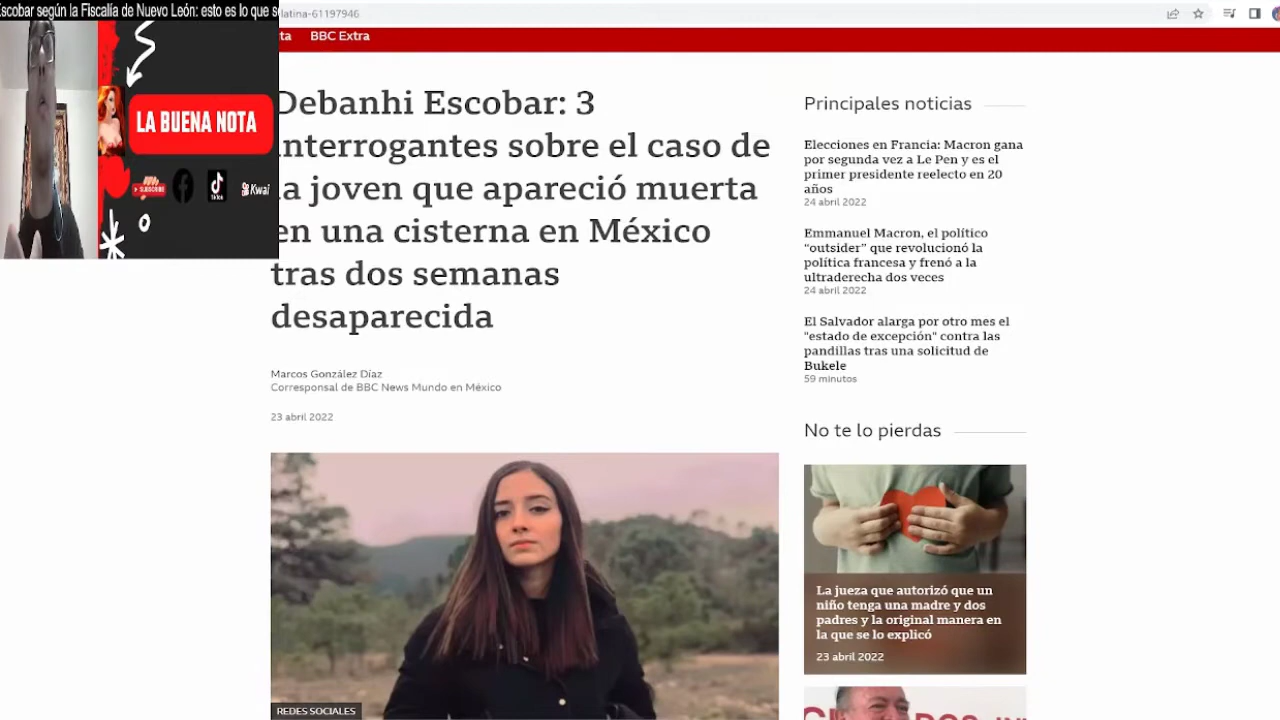 Escobar según la Fiscalía de Nuevo León: esto es lo que s
latina-61197946
ta BBC Extra
LA BUENA NOTA
SUBSCRIBE
TikTok
Kwai
Debanhi Escobar: 3
interrogantes sobre el caso de
la joven que apareció muerta
en una cisterna en México
tras dos semanas
desaparecida
Marcos González Díaz
Corresponsal de BBC News Mundo en México
23 abril 2022
REDES SOCIALES
Principales noticias
Elecciones en Francia: Macron gana
por segunda vez a Le Pen y es el
primer presidente reelecto en 20
años
24 abril 2022
Emmanuel Macron, el político
“outsider” que revolucionó la
política francesa y frenó a la
ultraderecha dos veces
24 abril 2022
El Salvador alarga por otro mes el
"estado de excepción" contra las
pandillas tras una solicitud de
Bukele
59 minutos
No te lo pierdas
La jueza que autorizó que un
niño tenga una madre y dos
padres y la original manera en
la que se lo explicó
23 abril 2022